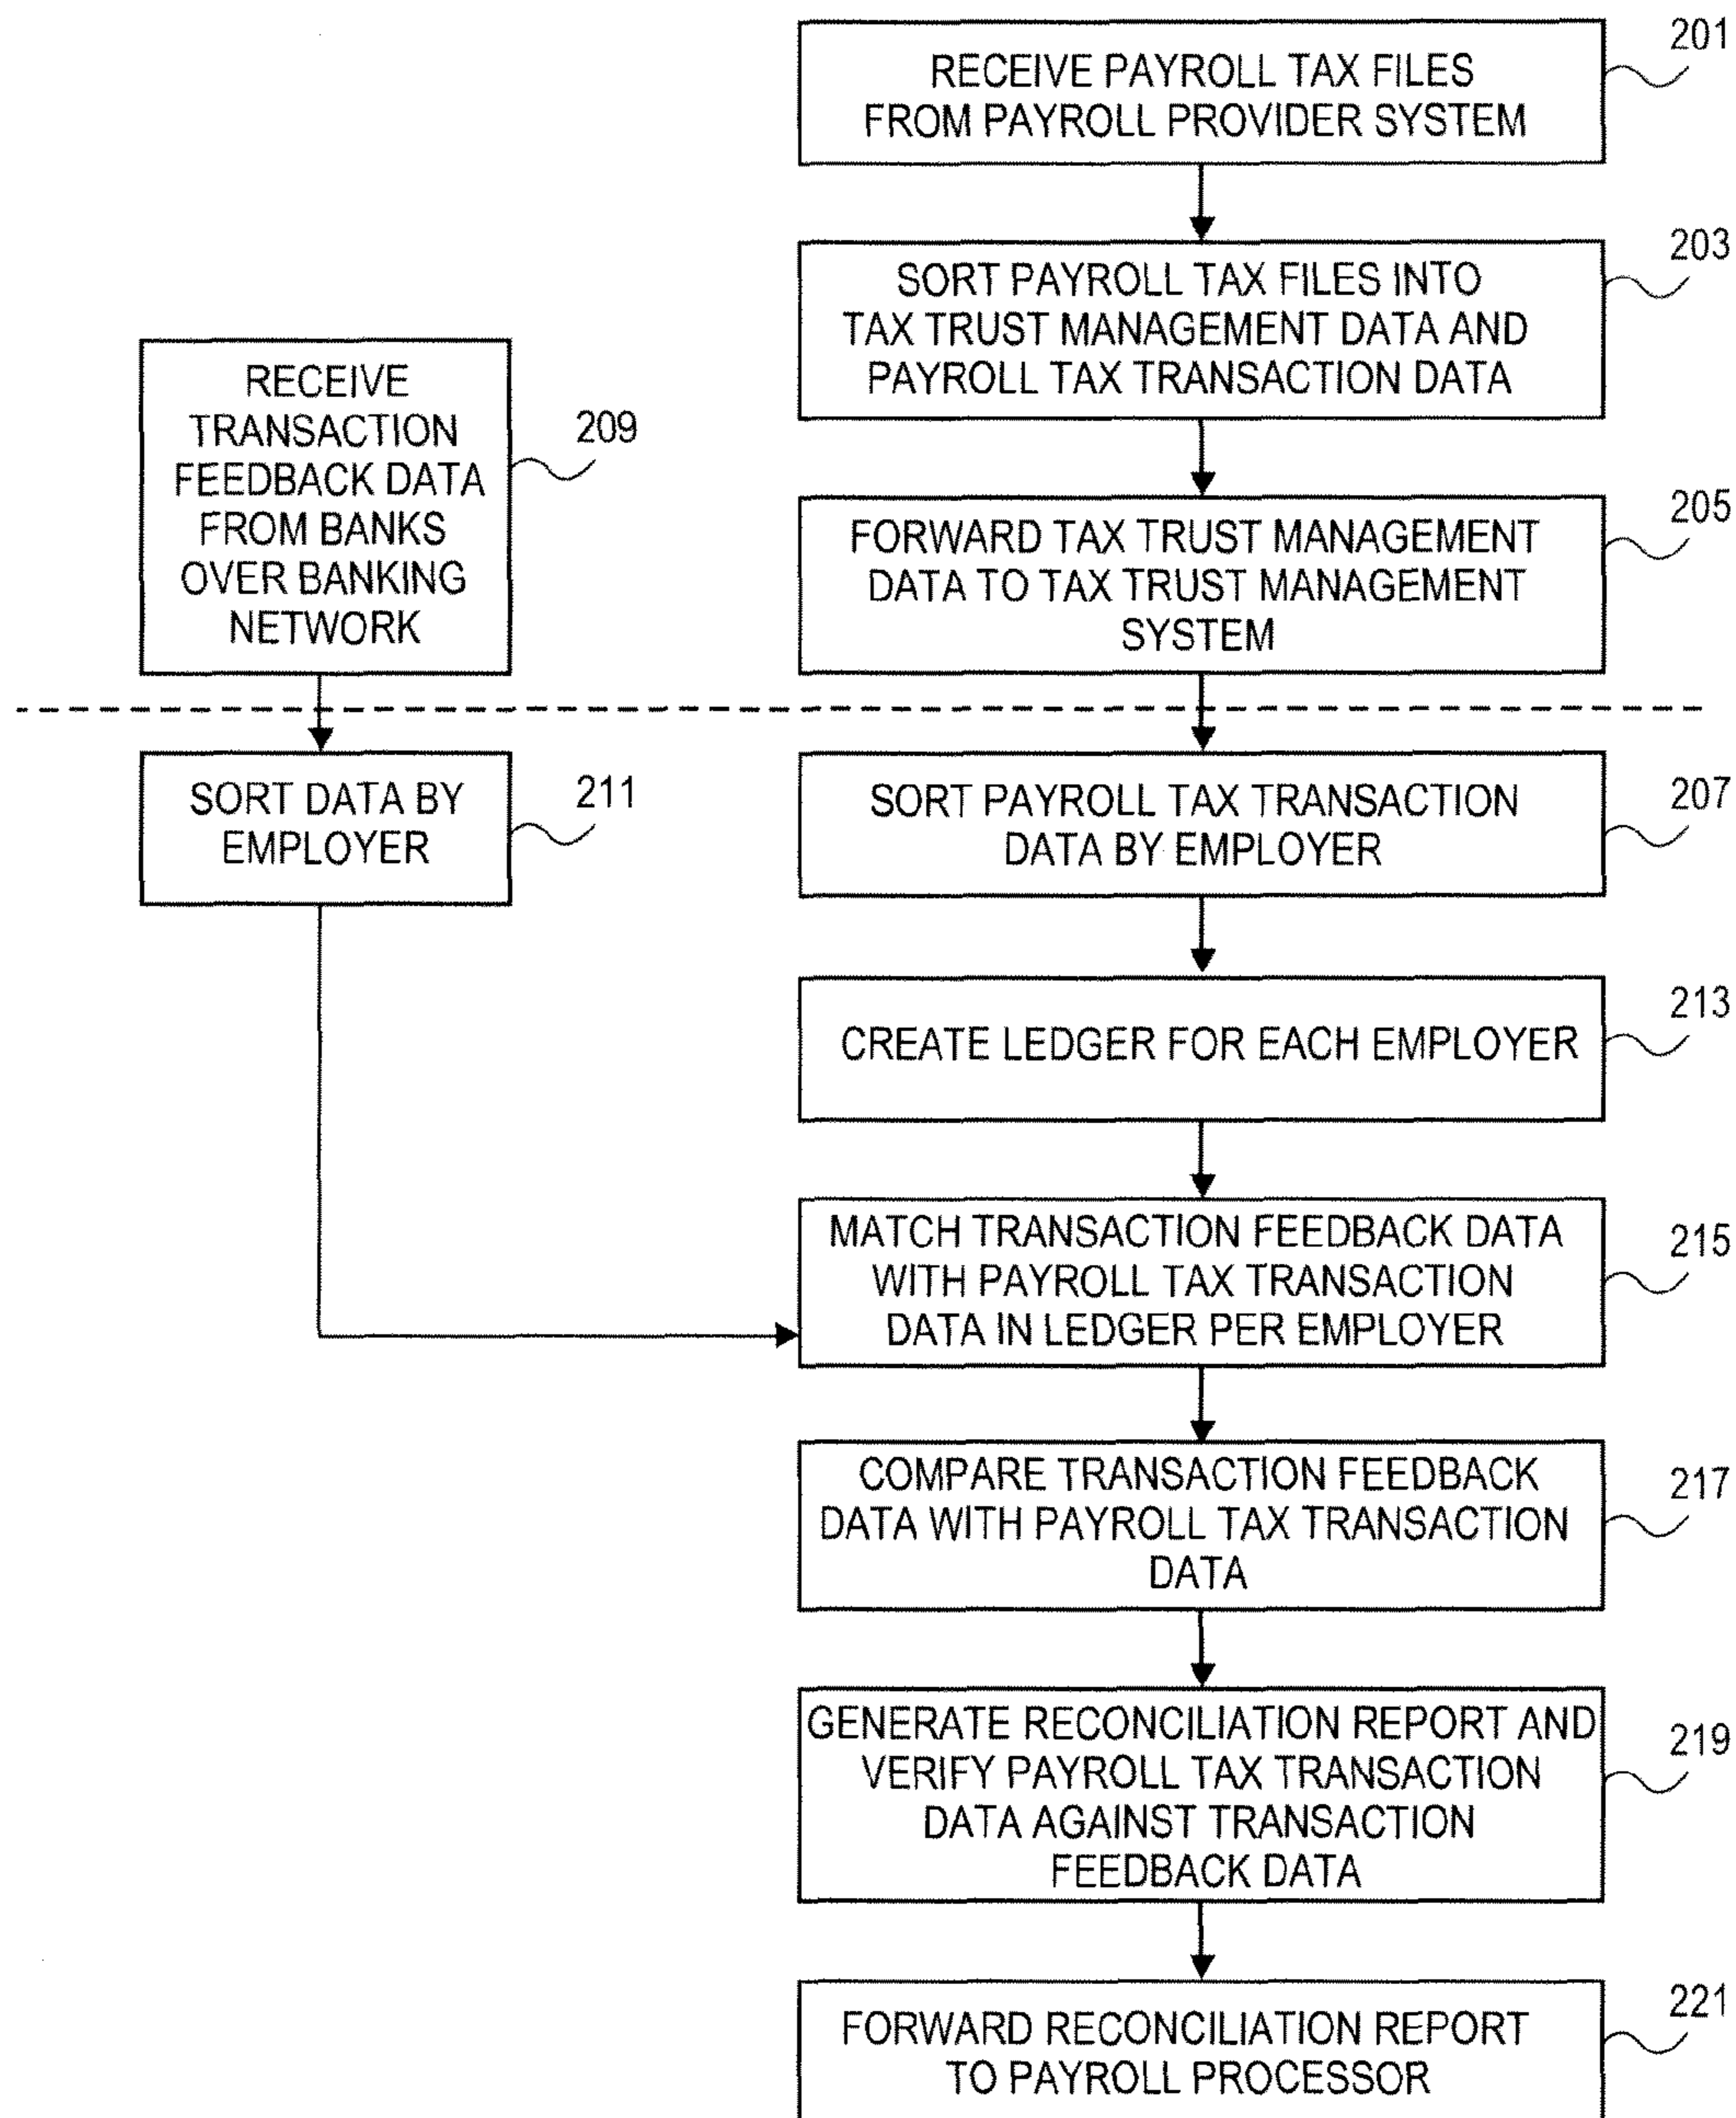 201
RECEIVE PAYROLL TAX FILES
FROM PAYROLL PROVIDER SYSTEM
203
SORT PAYROLL TAX FILES INTO
TAX TRUST MANAGEMENT DATA AND
PAYROLL TAX TRANSACTION DATA
205
FORWARD TAX TRUST MANAGEMENT
DATA TO TAX TRUST MANAGEMENT
SYSTEM
RECEIVE
TRANSACTION
FEEDBACK DATA
FROM BANKS
OVER BANKING
NETWORK
209
SORT DATA BY
EMPLOYER
211
SORT PAYROLL TAX TRANSACTION
DATA BY EMPLOYER
207
CREATE LEDGER FOR EACH EMPLOYER
213
MATCH TRANSACTION FEEDBACK DATA
WITH PAYROLL TAX TRANSACTION
DATA IN LEDGER PER EMPLOYER
215
COMPARE TRANSACTION FEEDBACK
DATA WITH PAYROLL TAX TRANSACTION
DATA
217
GENERATE RECONCILIATION REPORT AND
VERIFY PAYROLL TAX TRANSACTION
DATA AGAINST TRANSACTION
FEEDBACK DATA
219
FORWARD RECONCILIATION REPORT
TO PAYROLL PROCESSOR
221